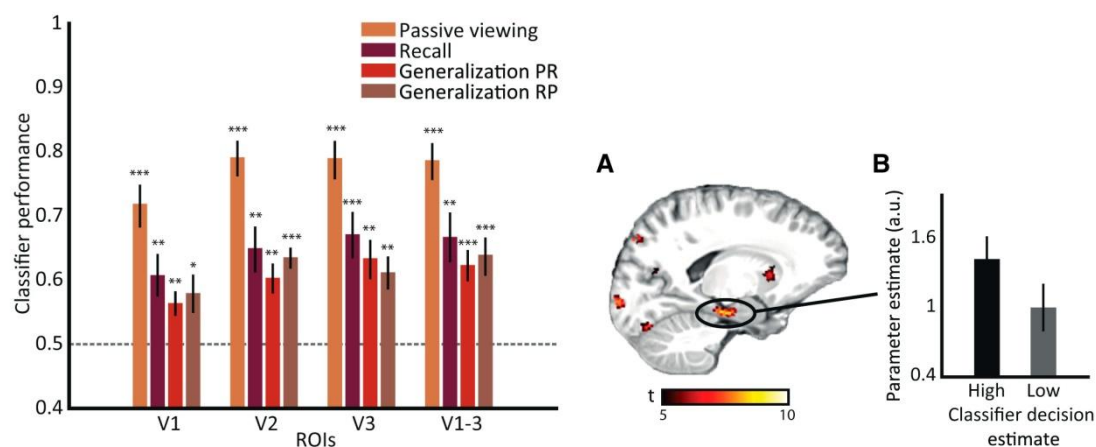 1
0.9
0.8
0.7
0.6
0.5
0.4
Classifier performance
Passive viewing
Recall
Generalization PR
Generalization RP
***
**
**
*
***
**
**
***
***
***
**
**
***
**
***
***
V1
V2
V3
V1-3
ROIs
A
t
5
10
B
Parameter estimate (a.u.)
1.6
1
0.4
High
Low
Classifier decision
estimate